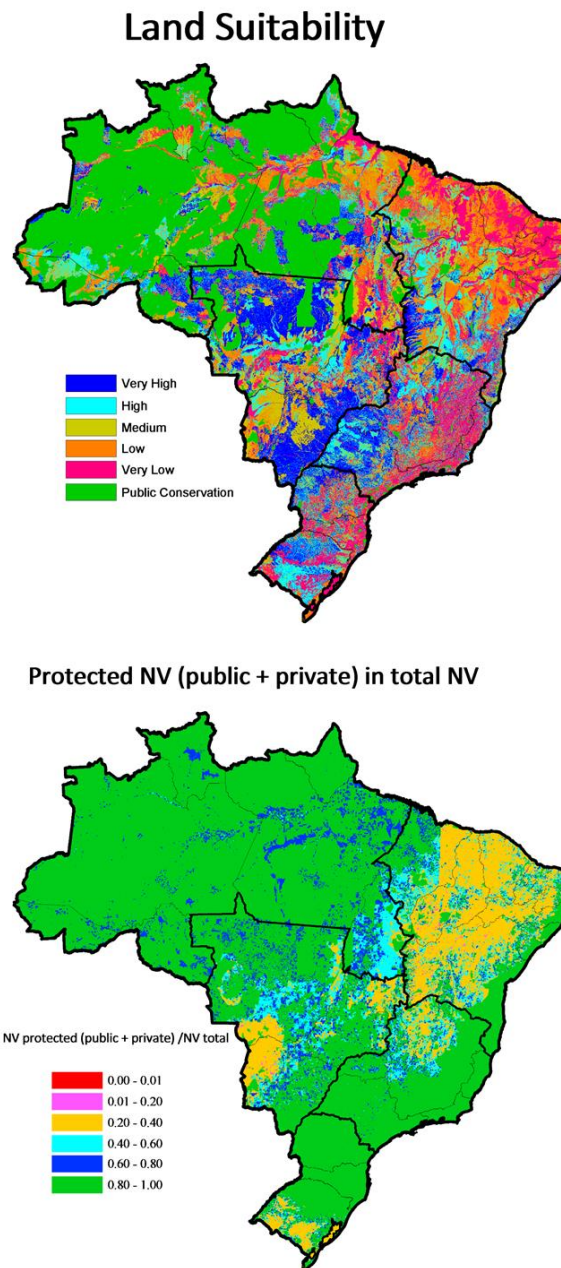 Land Suitability
Very High
High
Medium
Low
Very Low
Public Conservation
Protected NV (public + private) in total NV
NV protected (public + private) /NV total
0.00 - 0.01
0.01 - 0.20
0.20 - 0.40
0.40 - 0.60
0.60 - 0.80
0.80 - 1.00